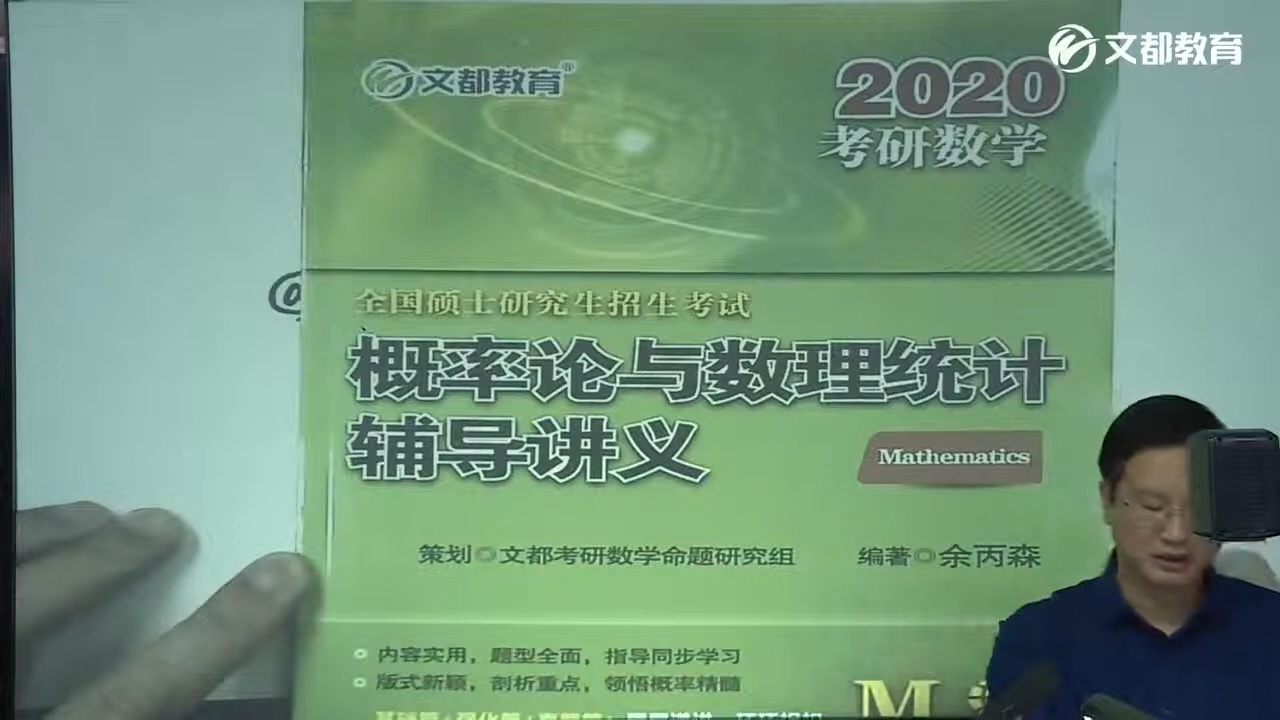 文都教育
文都教育®
2020
考研数学
全国硕士研究生招生考试
概率论与数理统计
辅导讲义
Mathematics
策划◎文都考研数学命题研究组 编著◎余丙森
内容实用，题型全面，指导同步学习
版式新颖，剖析重点，领悟概率精髓
M